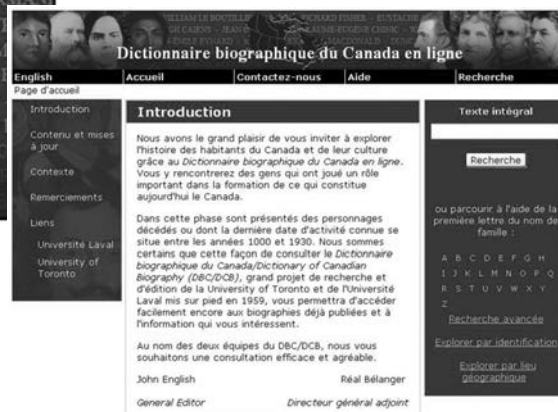 Dictionnaire biographique du Canada en ligne
English Accueil Contactez-nous Aide Recherche
Page d'accueil
Introduction
Contenu et mises
à jour
Contexte
Remerciements
Liens
Université Laval
University of
Toronto
Introduction
Nous avons le grand plaisir de vous inviter à explorer
l'histoire des habitants du Canada et de leur culture
grâce au Dictionnaire biographique du Canada en ligne.
Vous y rencontrerez des gens qui ont joué un rôle
important dans la formation de ce qui constitue
aujourd'hui le Canada.
Dans cette phase sont présentés des personnages
décédés ou dont la dernière date d'activité connue se
situe entre les années 1000 et 1930. Nous sommes
certains que cette façon de consulter le Dictionnaire
biographique du Canada/Dictionary of Canadian
Biography (DBC/DCB), grand projet de recherche et
d'édition de la University of Toronto et de l'Université
Laval mis sur pied en 1959, vous permettra d'accéder
facilement encore aux biographies déjà publiées et à
l'information qui vous intéressent.
Au nom des deux équipes du DBC/DCB, nous vous
souhaitons une consultation efficace et agréable.
John English Réal Bélanger
General Editor Directeur général adjoint
Texte intégral
Recherche
ou parcourir à l'aide de la
première lettre du nom de
famille :
A B C D E F G H
I J K L M N O P Q
R S T U V W X Y
Z
Recherche avancée
Explorer par identification
Explorer par lieu
géographique